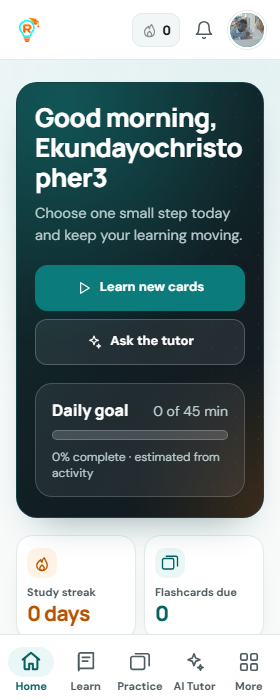 R
0
Good morning,
Ekundayochristo
pher3
Choose one small step today
and keep your learning moving.
Learn new cards
Ask the tutor
Daily goal 0 of 45 min
0% complete · estimated from
activity
Study streak Flashcards due
0 days 0
Home Learn Practice AI Tutor More